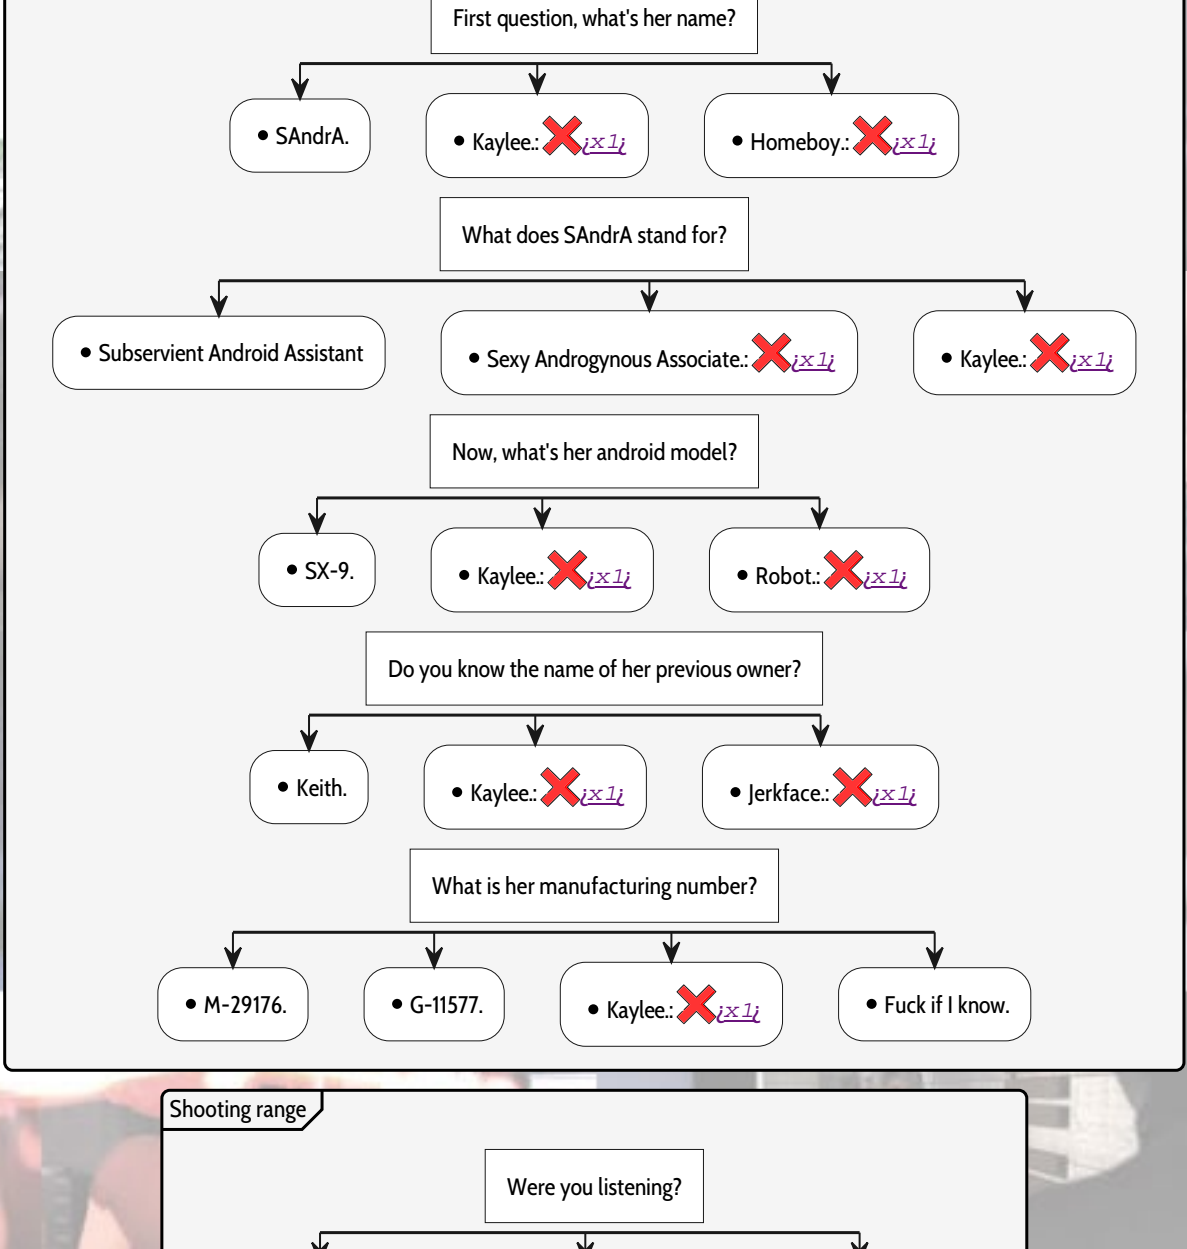 First question, what's her name?
• SAndrA.
• Kaylee.: ❌¿x1¿
• Homeboy.: ❌¿x1¿
What does SAndrA stand for?
• Subservient Android Assistant
• Sexy Androgynous Associate.: ❌¿x1¿
• Kaylee.: ❌¿x1¿
Now, what's her android model?
• SX-9.
• Kaylee.: ❌¿x1¿
• Robot.: ❌¿x1¿
Do you know the name of her previous owner?
• Keith.
• Kaylee.: ❌¿x1¿
• Jerkface.: ❌¿x1¿
What is her manufacturing number?
• M-29176.
• G-11577.
• Kaylee.: ❌¿x1¿
• Fuck if I know.
Shooting range
Were you listening?